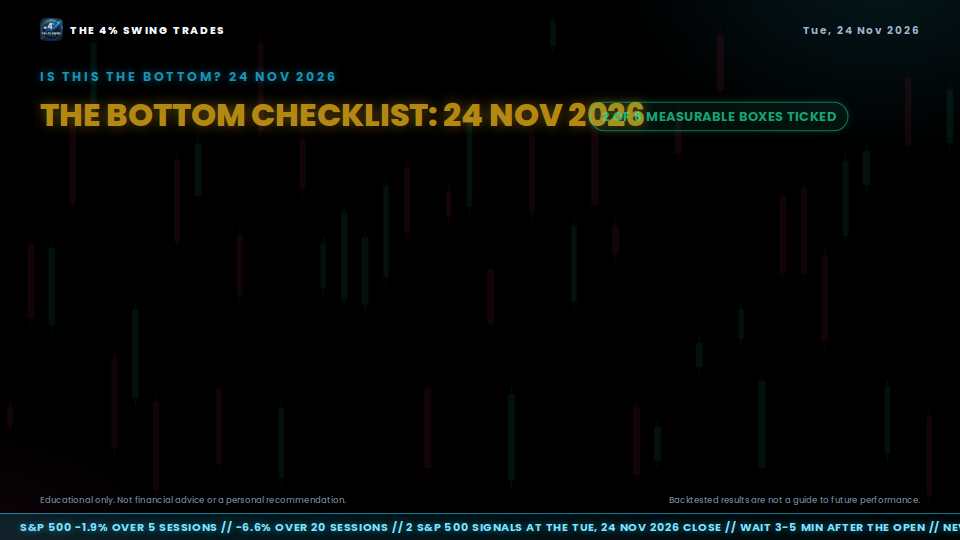 THE 4% SWING TRADES
Tue, 24 Nov 2026
IS THIS THE BOTTOM? 24 NOV 2026
THE BOTTOM CHECKLIST: 24 NOV 2026
MEASURABLE BOXES TICKED
Educational only. Not financial advice or a personal recommendation.
Backtested results are not a guide to future performance.
S&P 500 -1.9% OVER 5 SESSIONS // -6.6% OVER 20 SESSIONS // 2 S&P 500 SIGNALS AT THE TUE, 24 NOV 2026 CLOSE // WAIT 3-5 MIN AFTER THE OPEN //